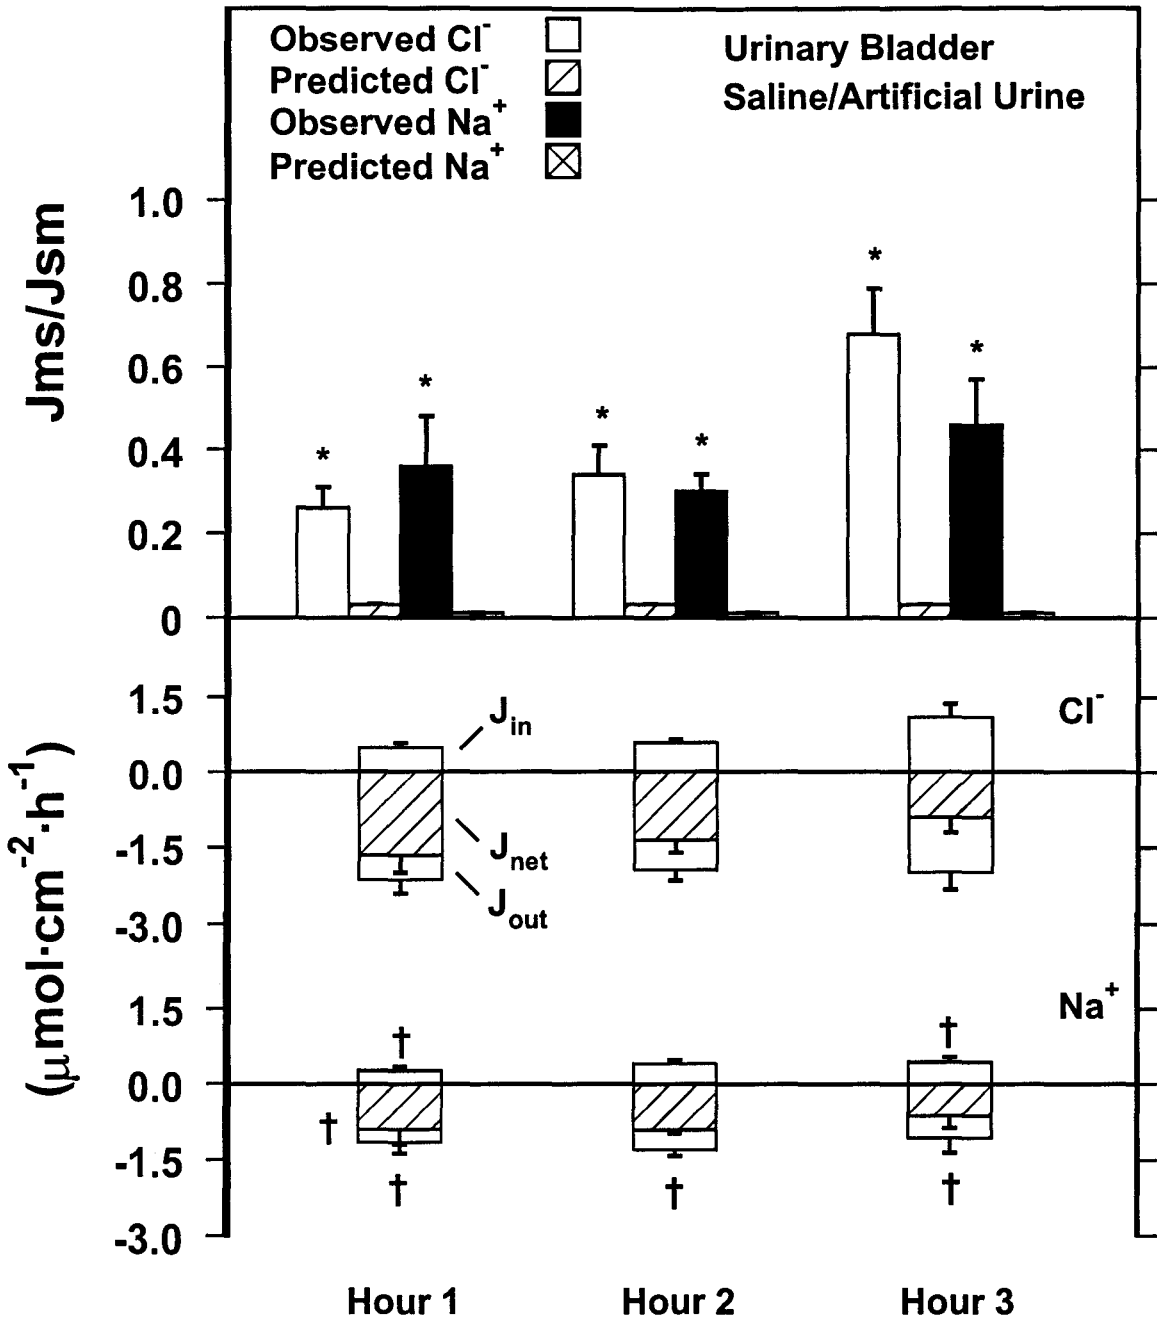 Observed Cl⁻
Predicted Cl⁻
Observed Na⁺
Predicted Na⁺
Urinary Bladder
Saline/Artificial Urine
Jms/Jsm
1.0
0.8
0.6
0.4
0.2
0
* * * * * *
(μmol·cm⁻²·h⁻¹)
1.5
0.0
-1.5
-3.0
J_in
J_net
J_out
Cl⁻
1.5
0.0
-1.5
-3.0
Na⁺
† † † † † †
Hour 1 Hour 2 Hour 3